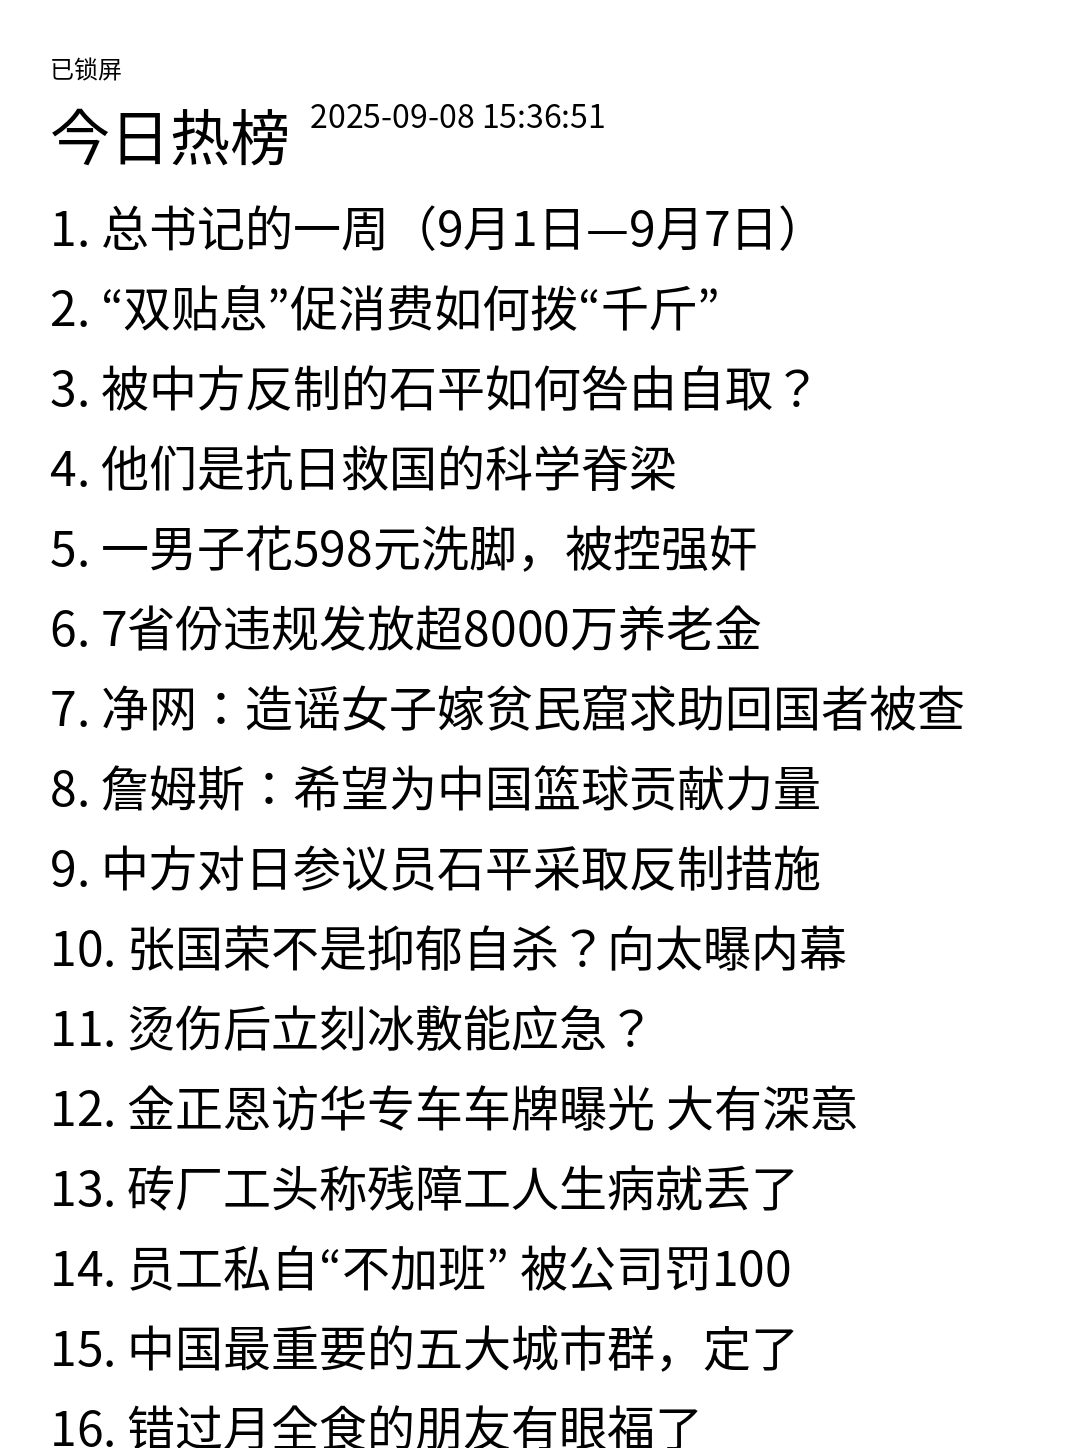 已锁屏
今日热榜 2025-09-08 15:36:51
1. 总书记的一周（9月1日—9月7日）
2. “双贴息”促消费如何拨“千斤”
3. 被中方反制的石平如何咎由自取？
4. 他们是抗日救国的科学脊梁
5. 一男子花598元洗脚，被控强奸
6. 7省份违规发放超8000万养老金
7. 净网：造谣女子嫁贫民窟求助回国者被查
8. 詹姆斯：希望为中国篮球贡献力量
9. 中方对日参议员石平采取反制措施
10. 张国荣不是抑郁自杀？向太曝内幕
11. 烫伤后立刻冰敷能应急？
12. 金正恩访华专车车牌曝光 大有深意
13. 砖厂工头称残障工人生病就丢了
14. 员工私自“不加班” 被公司罚100
15. 中国最重要的五大城市群，定了
16. 错过月全食的朋友有眼福了